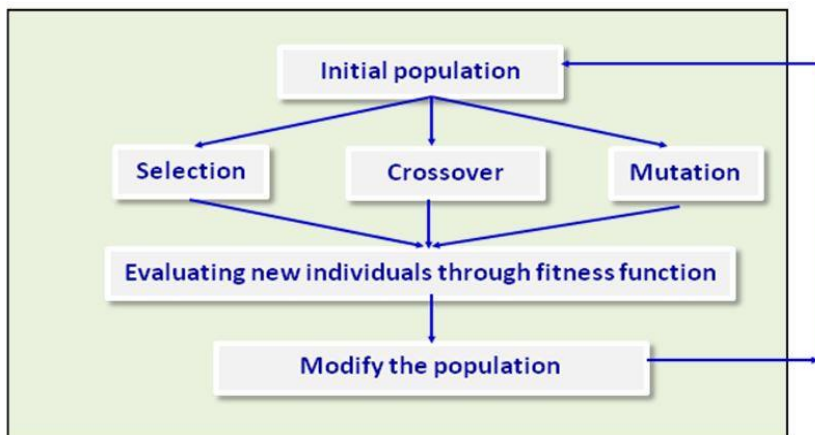 Initial population
Selection
Crossover
Mutation
Evaluating new individuals through fitness function
Modify the population